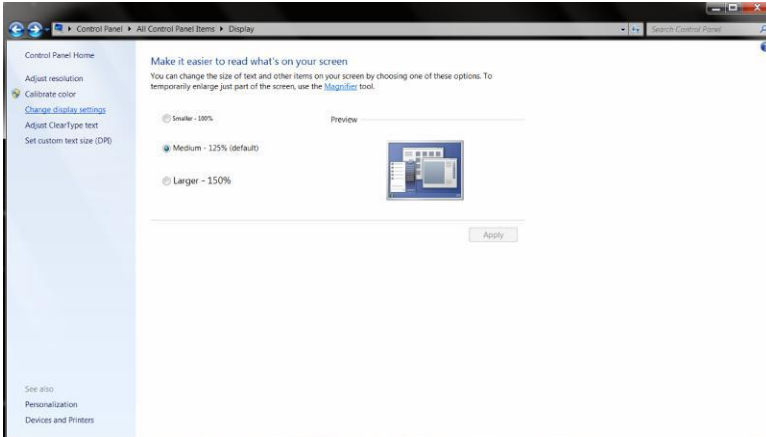 Control Panel ▸ All Control Panel Items ▸ Display
Search Control Panel
Control Panel Home
Adjust resolution
Calibrate color
Change display settings
Adjust ClearType text
Set custom text size (DPI)
See also
Personalization
Devices and Printers
Make it easier to read what's on your screen
You can change the size of text and other items on your screen by choosing one of these options. To
temporarily enlarge just part of the screen, use the Magnifier tool.
Smaller - 100%
Preview
Medium - 125% (default)
Larger - 150%
Apply